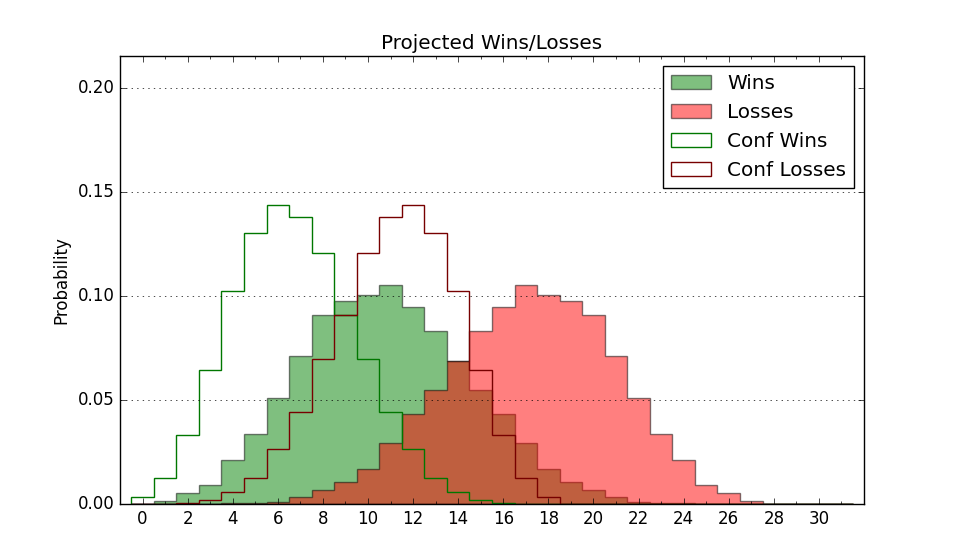 Projected Wins/Losses
Wins
Losses
Conf Wins
Conf Losses
Probability
0.20
0.15
0.10
0.05
0.00
0 2 4 6 8 10 12 14 16 18 20 22 24 26 28 30